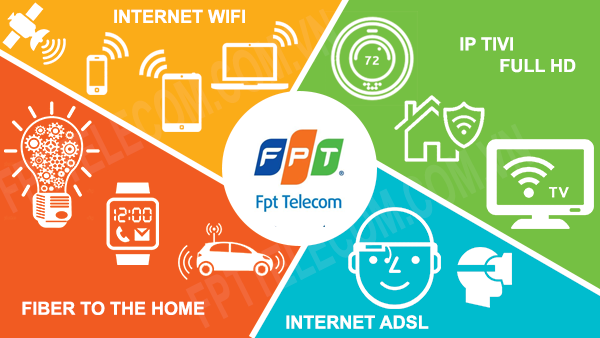 INTERNET WIFI
IP TIVI
FULL HD
72
FPT®
Fpt Telecom
12:00
TV
FIBER TO THE HOME
INTERNET ADSL
FPTTELECOM.COM.VN